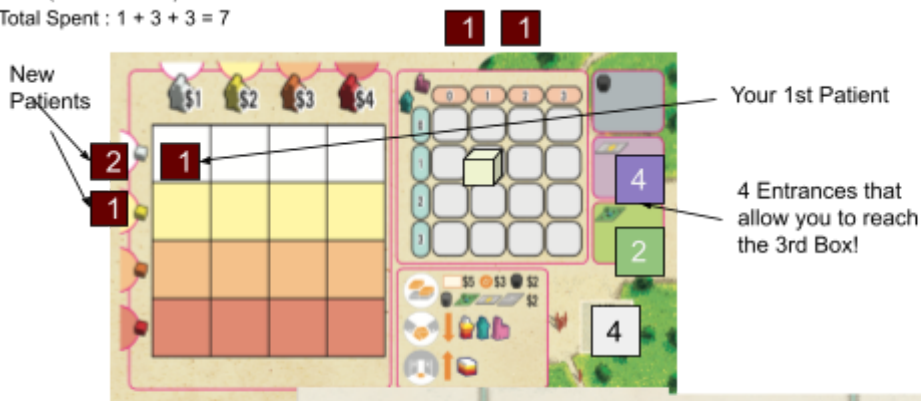 Total Spent : 1 + 3 + 3 = 7
1 1
New
Patients
$1 $2 $3 $4
0 1 2 3
Your 1st Patient
2
1
1
0
1
2
3
4
4 Entrances that
allow you to reach
the 3rd Box!
2
$5 $3 $2
$2
4